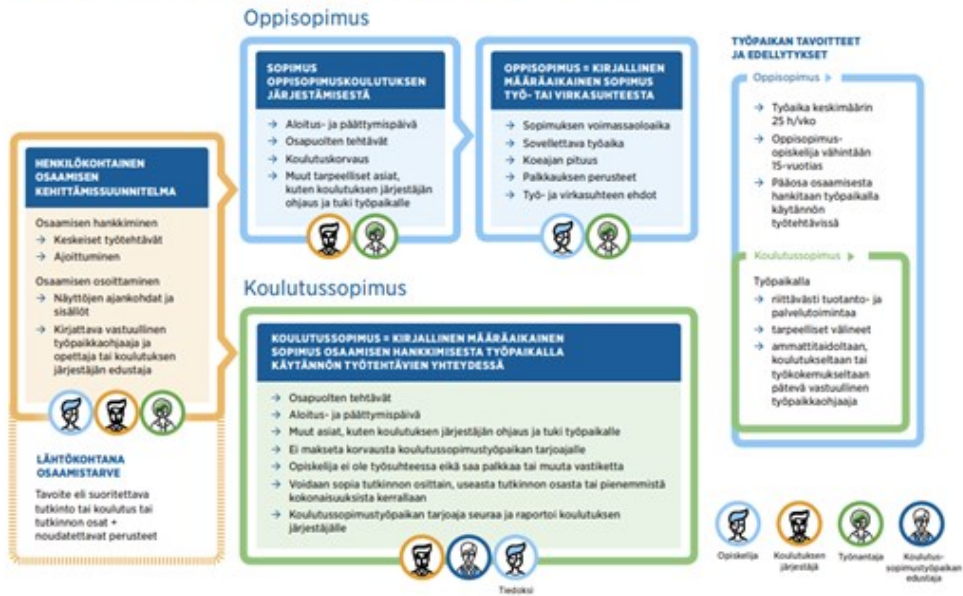 Oppisopimus
SOPIMUS
OPPISOPIMUSKOULUTUKSEN
JÄRJESTÄMISESTÄ
→ Aloitus- ja päättymispäivä
→ Osapuolten tehtävät
→ Koulutuskorvaus
→ Muut tarpeelliset asiat,
kuten koulutuksen järjestäjän
ohjaus ja tuki työpaikalle
OPPISOPIMUS = KIRJALLINEN
MÄÄRÄAIKAINEN SOPIMUS
TYÖ- TAI VIRKASUHTEESTA
→ Sopimuksen voimassaoloaika
→ Sovellettava työaika
→ Koeajan pituus
→ Palkkauksen perusteet
→ Työ- ja virkasuhteen ehdot
HENKILÖKOHTAINEN
OSAAMISEN
KEHITTÄMISSUUNNITELMA
Osaamisen hankkiminen
→ Keskeiset työtehtävät
→ Ajoittuminen
Osaamisen osoittaminen
→ Näyttöjen ajankohdat ja
sisällöt
→ Kirjattava vastuullinen
työpaikkaohjaaja ja
opettaja tai koulutuksen
järjestäjän edustaja
LÄHTÖKOHTANA
OSAAMISTARVE
Tavoite eli suoritettava
tutkinto tai koulutus tai
tutkinnon osat +
noudatettavat perusteet
Koulutussopimus
KOULUTUSSOPIMUS = KIRJALLINEN MÄÄRÄAIKAINEN
SOPIMUS OSAAMISEN HANKKIMISESTA TYÖPAIKALLA
KÄYTÄNNÖN TYÖTEHTÄVIEN YHTEYDESSÄ
→ Osapuolten tehtävät
→ Aloitus- ja päättymispäivä
→ Muut asiat, kuten koulutuksen järjestäjän ohjaus ja tuki työpaikalle
→ Ei makseta korvausta koulutussopimustyöpaikan tarjoajalle
→ Opiskelija ei ole työsuhteessa eikä saa palkkaa tai muuta vastiketta
→ Voidaan sopia tutkinnon osittain, useasta tutkinnon osasta tai pienemmistä
kokonaisuuksista kerrallaan
→ Koulutussopimustyöpaikan tarjoaja seuraa ja raportoi koulutuksen
järjestäjälle
Tiedoksi
TYÖPAIKAN TAVOITTEET
JA EDELLYTYKSET
Oppisopimus
→ Työaika keskimäärin
25 h/vko
→ Oppisopimus-
opiskelija vähintään
15-vuotias
→ Pääosa osaamisesta
hankitaan työpaikalla
käytännön
työtehtävissä
Koulutussopimus
Työpaikalla
→ riittävästi tuotanto- ja
palvelutoimintaa
→ tarpeelliset välineet
→ ammattitaidoltaan,
koulutukseltaan tai
työkokemukseltaan
pätevä vastuullinen
työpaikkaohjaaja
Opiskelija
Koulutuksen
järjestäjä
Työnantaja
Koulutus-
sopimustyöpaikan
edustaja